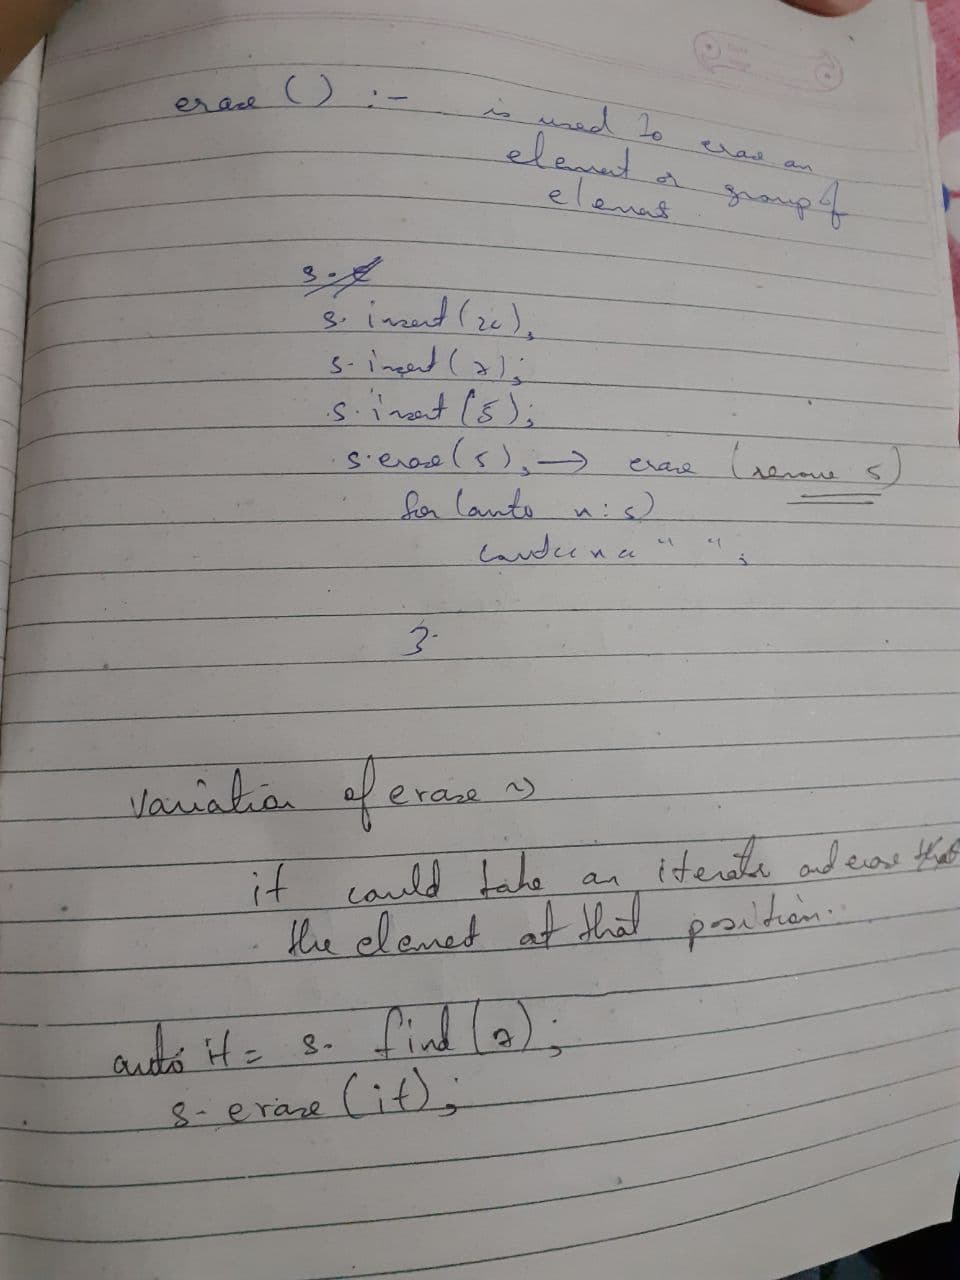 erase () :- is used to erase an
element or group of
element
s. insert (20);
s. insert (7);
s. insert (5);
s. erase (5); → erase (remove 5)
for (auto n : s)
cout << n << " ";
}
variation of erase ~)
it could take an iterator and erase that
the element at that position.
auto it = s. find (7);
s. erase (it);